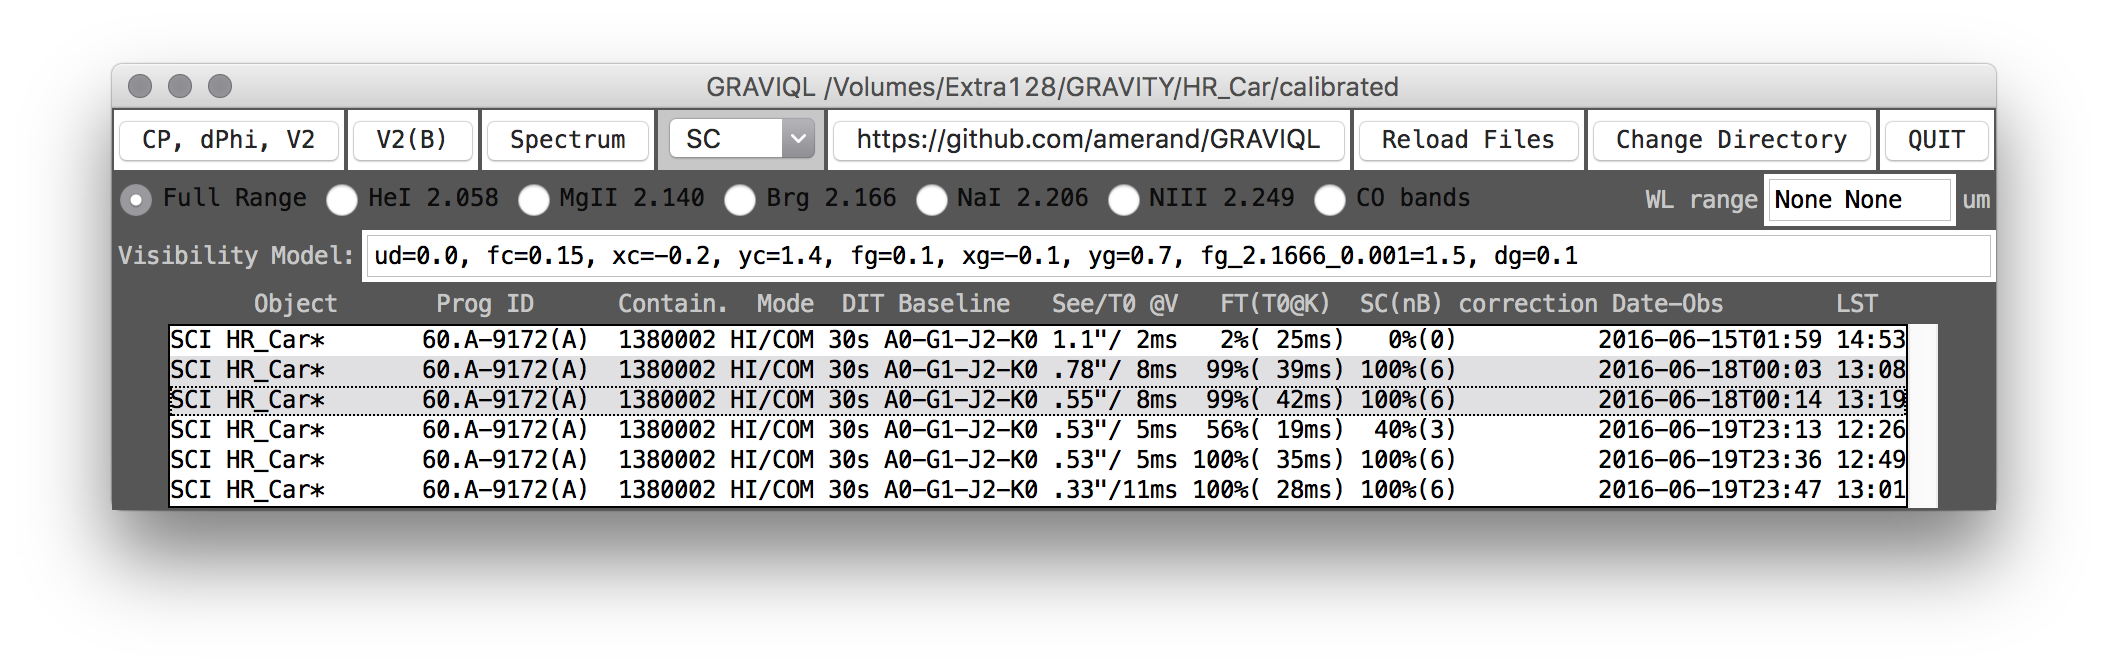 GRAVIQL /Volumes/Extra128/GRAVITY/HR_Car/calibrated
CP, dPhi, V2 V2(B) Spectrum SC https://github.com/amerand/GRAVIQL Reload Files Change Directory QUIT
Full Range HeI 2.058 MgII 2.140 Brg 2.166 NaI 2.206 NIII 2.249 CO bands WL range None None um
Visibility Model: ud=0.0, fc=0.15, xc=-0.2, yc=1.4, fg=0.1, xg=-0.1, yg=0.7, fg_2.1666_0.001=1.5, dg=0.1
Object Prog ID Contain. Mode DIT Baseline See/T0 @V FT(T0@K) SC(nB) correction Date-Obs LST
SCI HR_Car* 60.A-9172(A) 1380002 HI/COM 30s A0-G1-J2-K0 1.1"/ 2ms 2%( 25ms) 0%(0) 2016-06-15T01:59 14:53
SCI HR_Car* 60.A-9172(A) 1380002 HI/COM 30s A0-G1-J2-K0 .78"/ 8ms 99%( 39ms) 100%(6) 2016-06-18T00:03 13:08
SCI HR_Car* 60.A-9172(A) 1380002 HI/COM 30s A0-G1-J2-K0 .55"/ 8ms 99%( 42ms) 100%(6) 2016-06-18T00:14 13:19
SCI HR_Car* 60.A-9172(A) 1380002 HI/COM 30s A0-G1-J2-K0 .53"/ 5ms 56%( 19ms) 40%(3) 2016-06-19T23:13 12:26
SCI HR_Car* 60.A-9172(A) 1380002 HI/COM 30s A0-G1-J2-K0 .53"/ 5ms 100%( 35ms) 100%(6) 2016-06-19T23:36 12:49
SCI HR_Car* 60.A-9172(A) 1380002 HI/COM 30s A0-G1-J2-K0 .33"/11ms 100%( 28ms) 100%(6) 2016-06-19T23:47 13:01